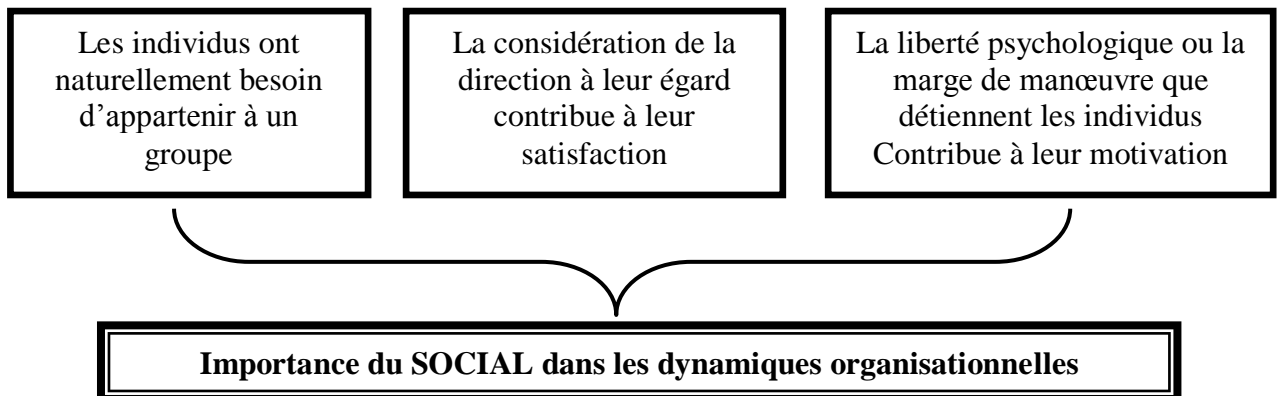 Les individus ont
naturellement besoin
d’appartenir à un
groupe
La considération de la
direction à leur égard
contribue à leur
satisfaction
La liberté psychologique ou la
marge de manœuvre que
détiennent les individus
Contribue à leur motivation
Importance du SOCIAL dans les dynamiques organisationnelles